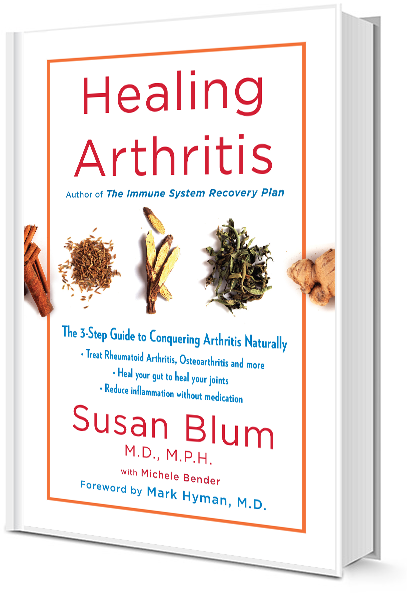 Healing
Arthritis
Author of The Immune System Recovery Plan
The 3-Step Guide to Conquering Arthritis Naturally
• Treat Rheumatoid Arthritis, Osteoarthritis and more
• Heal your gut to heal your joints
• Reduce inflammation without medication
Susan Blum
M.D., M.P.H.
with Michele Bender
Foreword by Mark Hyman, M.D.